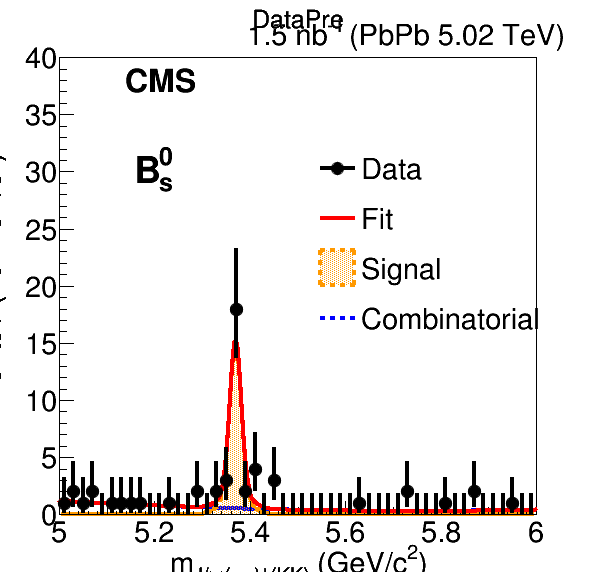 DataPre
1.5 nb⁻¹ (PbPb 5.02 TeV)
40
CMS
35
B⁰ₛ
30
Data
25
Fit
Signal
20
Combinatorial
15
10
5
0
5 5.2 5.4 5.6 5.8 6
(GeV/c²)